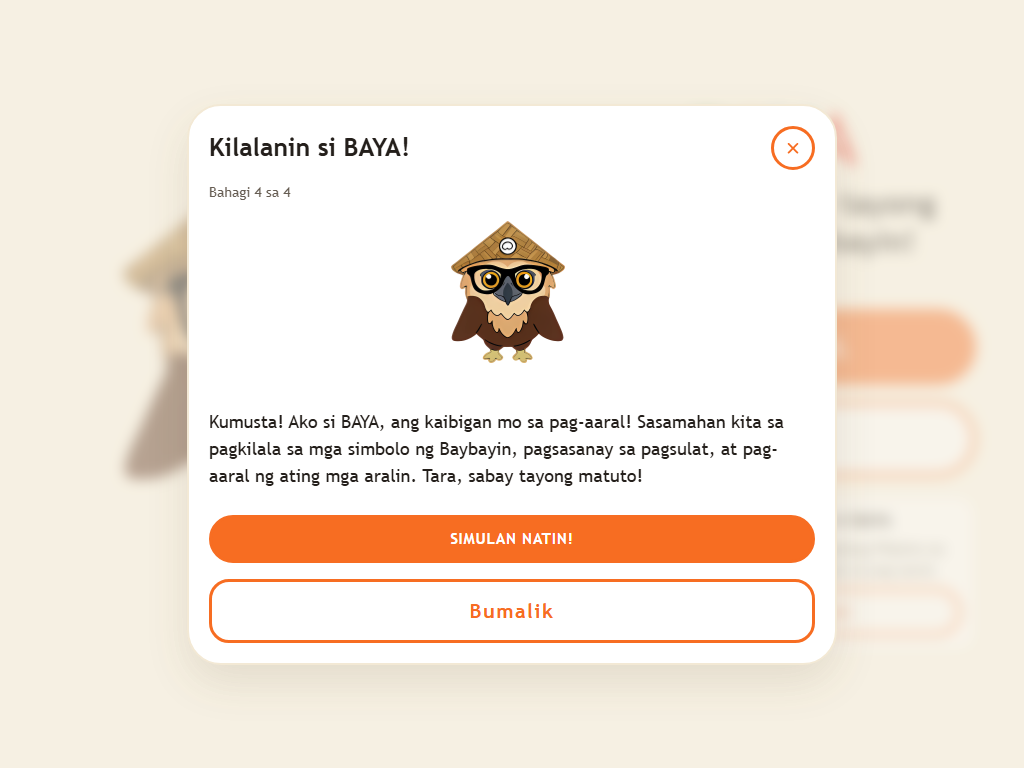 Kilalanin si BAYA!
×
Bahagi 4 sa 4
Kumusta! Ako si BAYA, ang kaibigan mo sa pag-aaral! Sasamahan kita sa
pagkilala sa mga simbolo ng Baybayin, pagsasanay sa pagsulat, at pag-
aaral ng ating mga aralin. Tara, sabay tayong matuto!
SIMULAN NATIN!
Bumalik